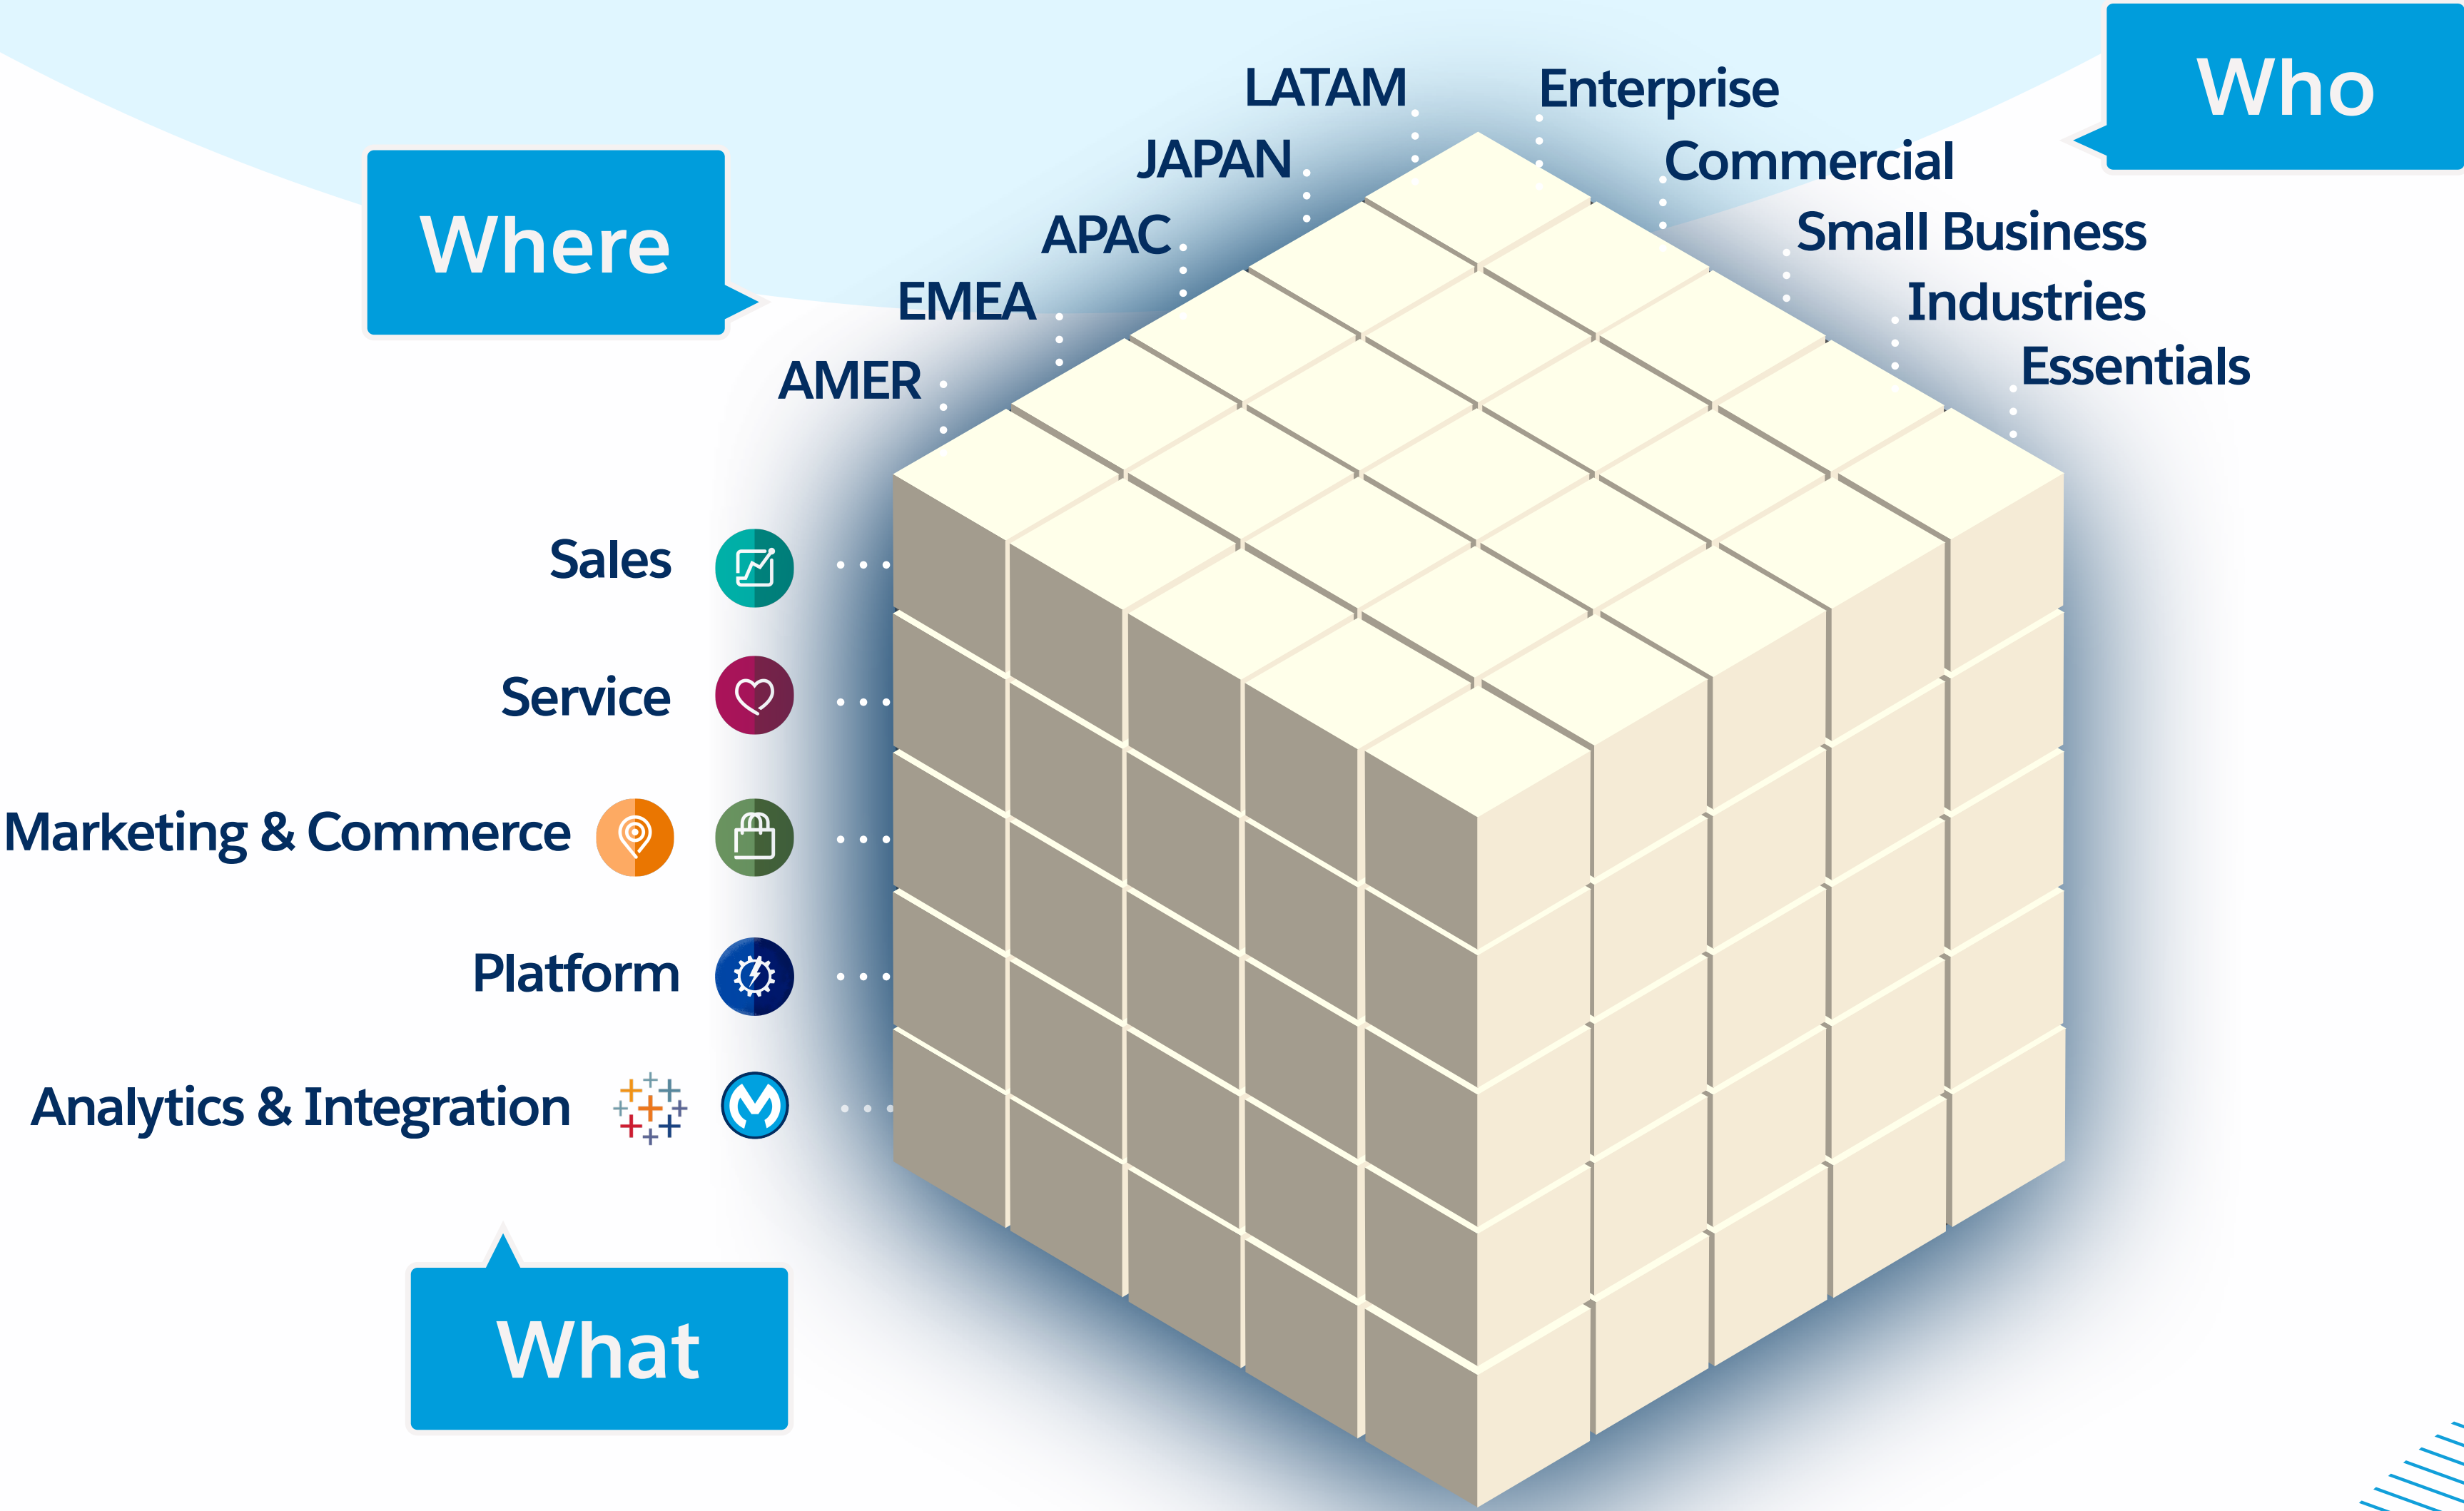 Where
LATAM
JAPAN
APAC
EMEA
AMER
Who
Enterprise
Commercial
Small Business
Industries
Essentials
Sales
Service
Marketing & Commerce
Platform
Analytics & Integration
What